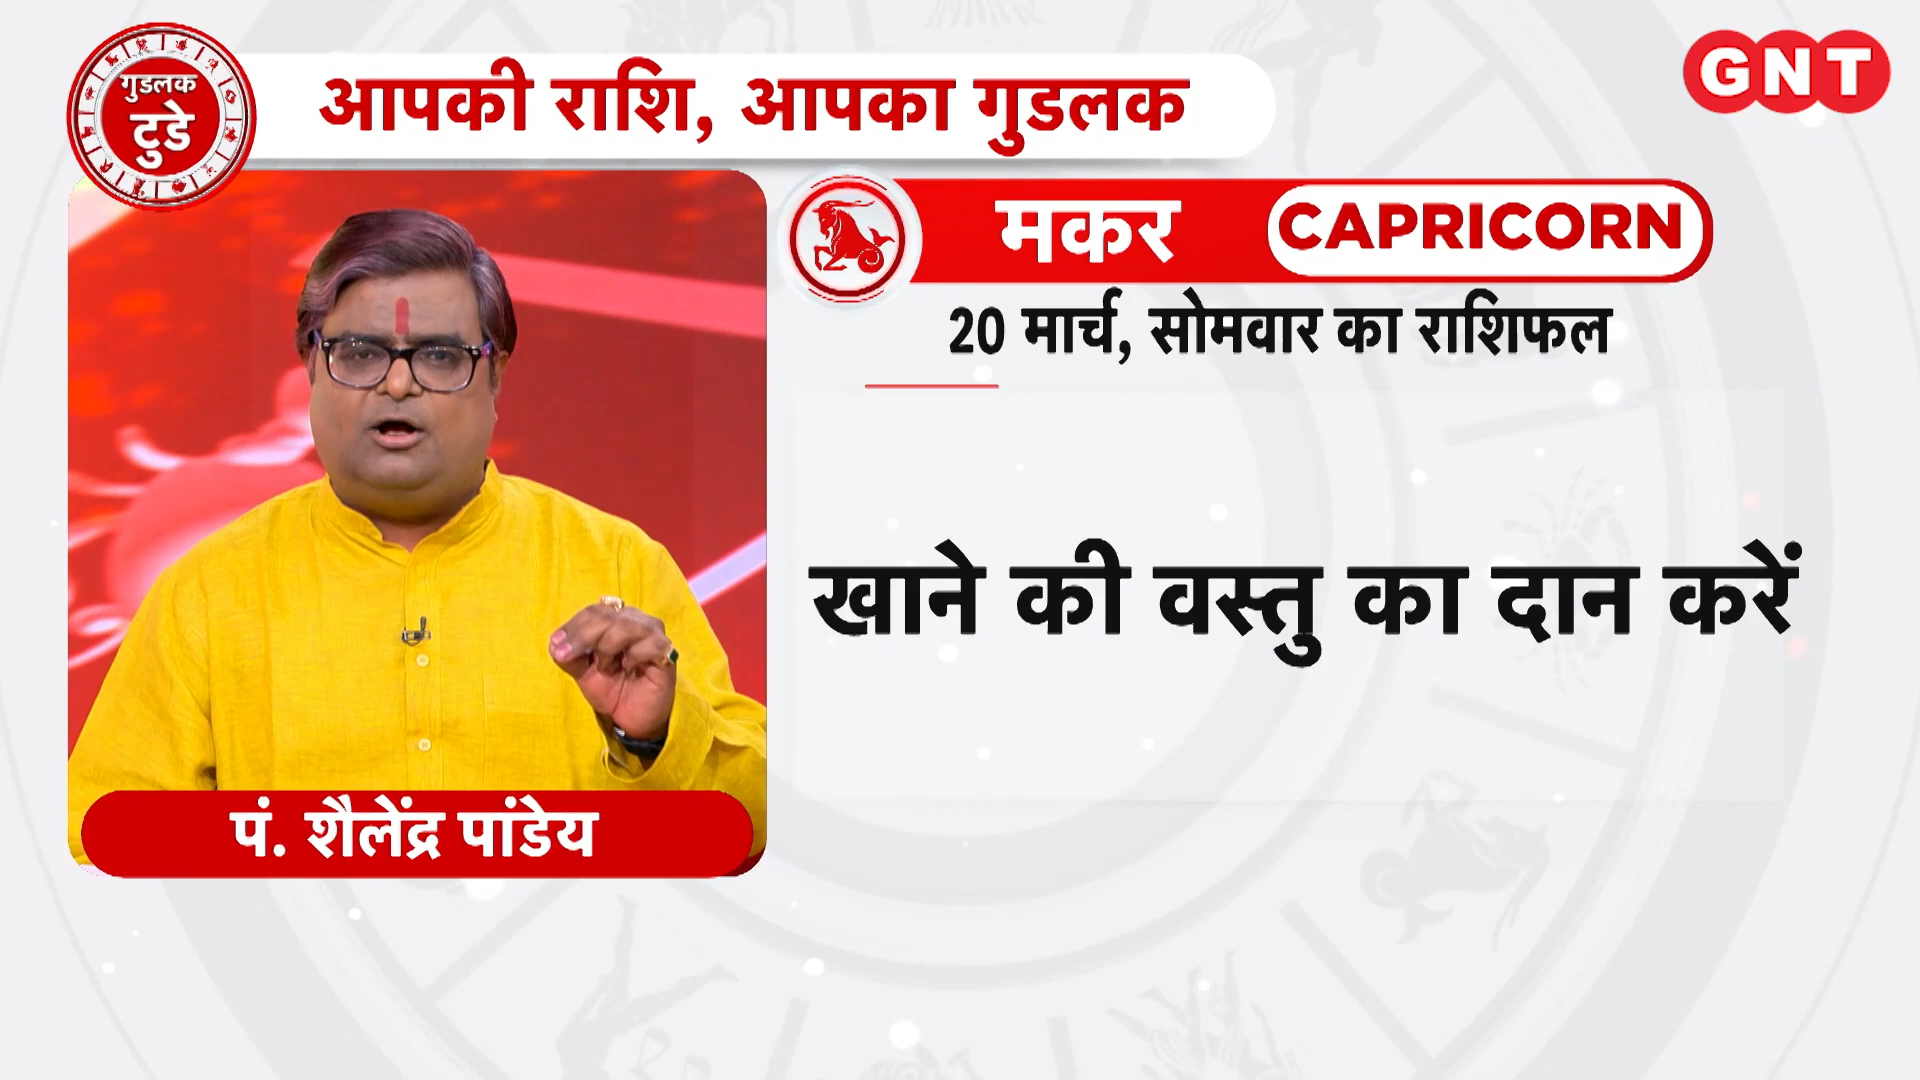 गुडलक
टुडे
आपकी राशि, आपका गुडलक
GNT
मकर
CAPRICORN
20 मार्च, सोमवार का राशिफल
खाने की वस्तु का दान करें
पं. शैलेंद्र पांडेय